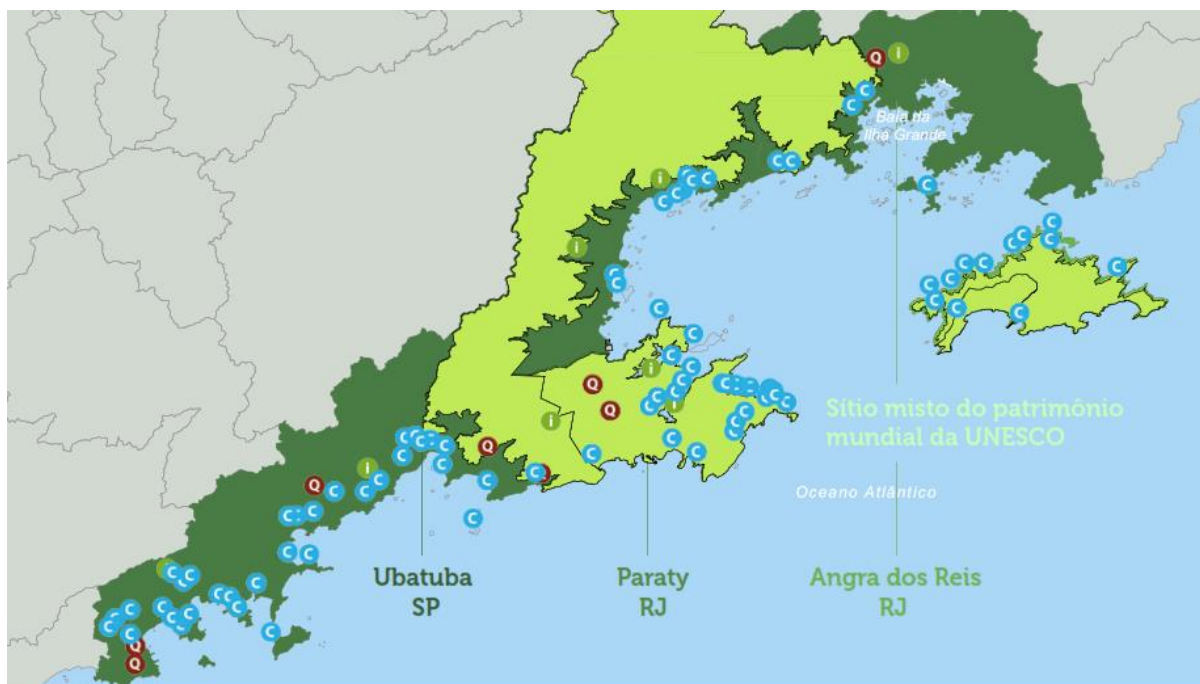 Baía da
Ilha Grande
Sítio misto do patrimônio
mundial da UNESCO
Oceano Atlântico
Ubatuba
SP
Paraty
RJ
Angra dos Reis
RJ